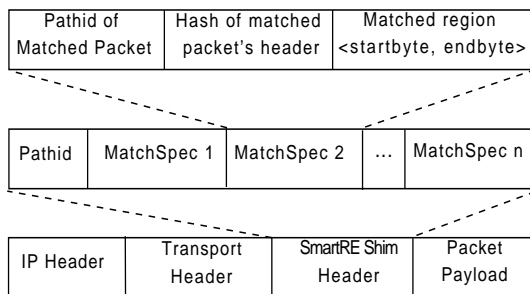 Pathid of Matched Packet
Hash of matched packet's header
Matched region <startbyte, endbyte>
Pathid
MatchSpec 1
MatchSpec 2
...
MatchSpec n
IP Header
Transport Header
SmartRE Shim Header
Packet Payload